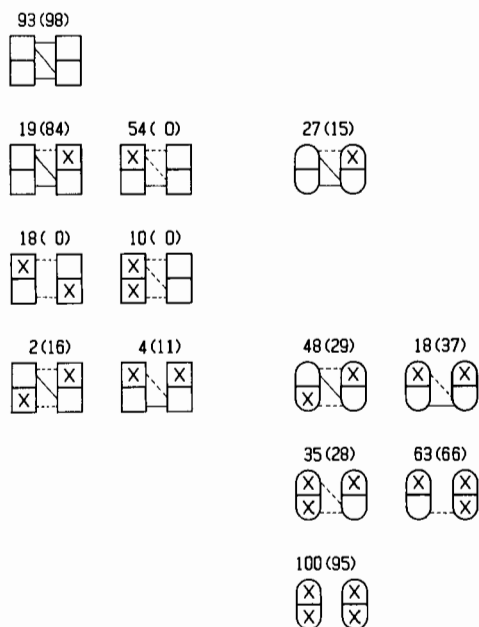 93(98)
X
19(84) 54( 0) 27(15)
X X X
18( 0) 10( 0)
X X
X X
2(16) 4(11) 48(29) 18(37)
X X X X X X
X X
35(28) 63(66)
X X X
X X
100(95)
X X
X X